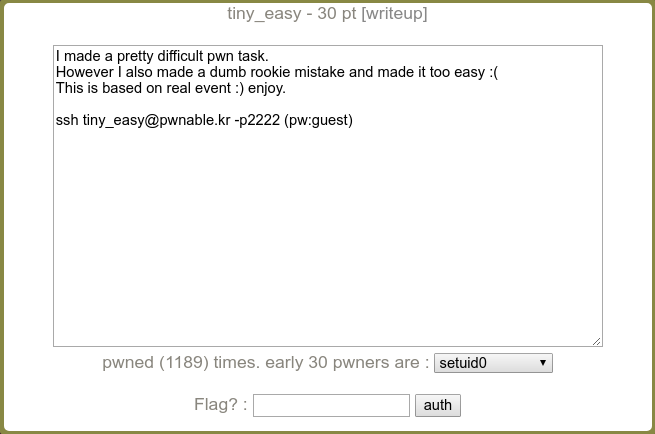 tiny_easy - 30 pt [writeup]
I made a pretty difficult pwn task.
However I also made a dumb rookie mistake and made it too easy :(
This is based on real event :) enjoy.
ssh tiny_easy@pwnable.kr -p2222 (pw:guest)
pwned (1189) times. early 30 pwners are : setuid0
Flag? : auth